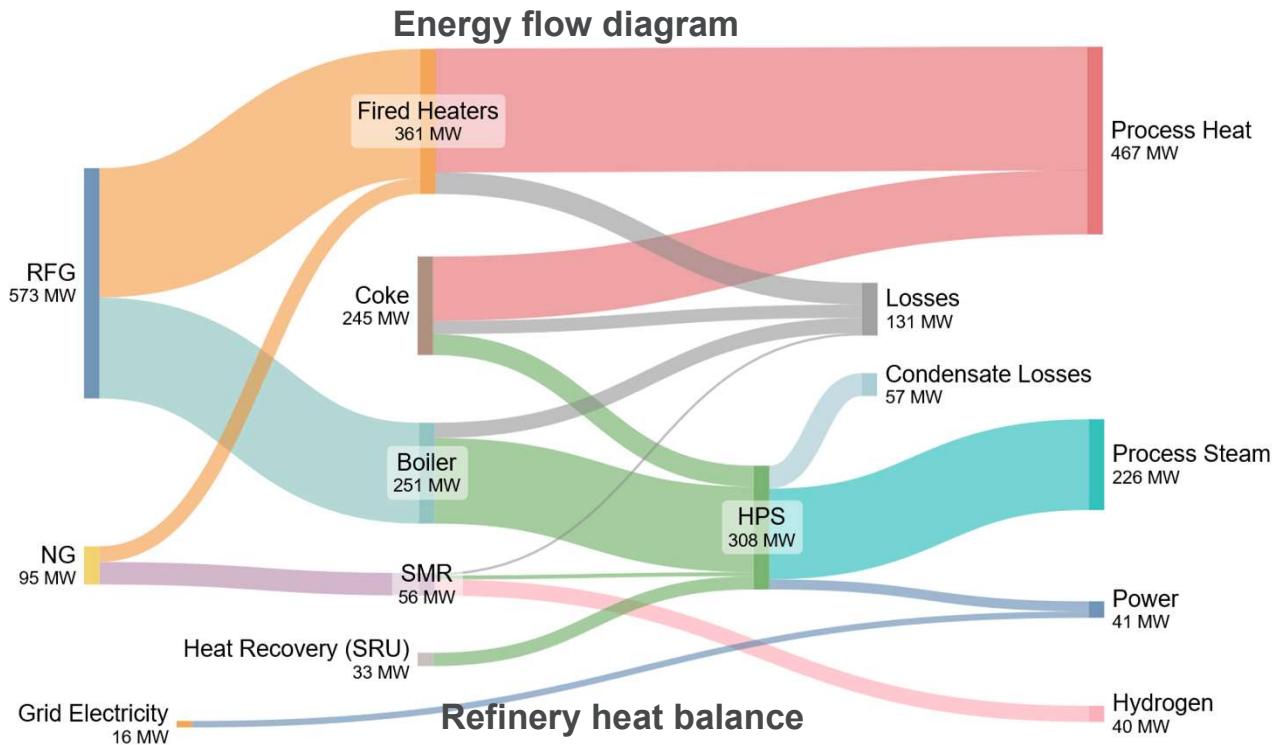 Energy flow diagram
Fired Heaters
361 MW
Process Heat
467 MW
RFG
573 MW
Coke
245 MW
Losses
131 MW
Condensate Losses
57 MW
Boiler
251 MW
Process Steam
226 MW
HPS
308 MW
NG
95 MW
SMR
56 MW
Power
41 MW
Heat Recovery (SRU)
33 MW
Grid Electricity
16 MW
Refinery heat balance
Hydrogen
40 MW